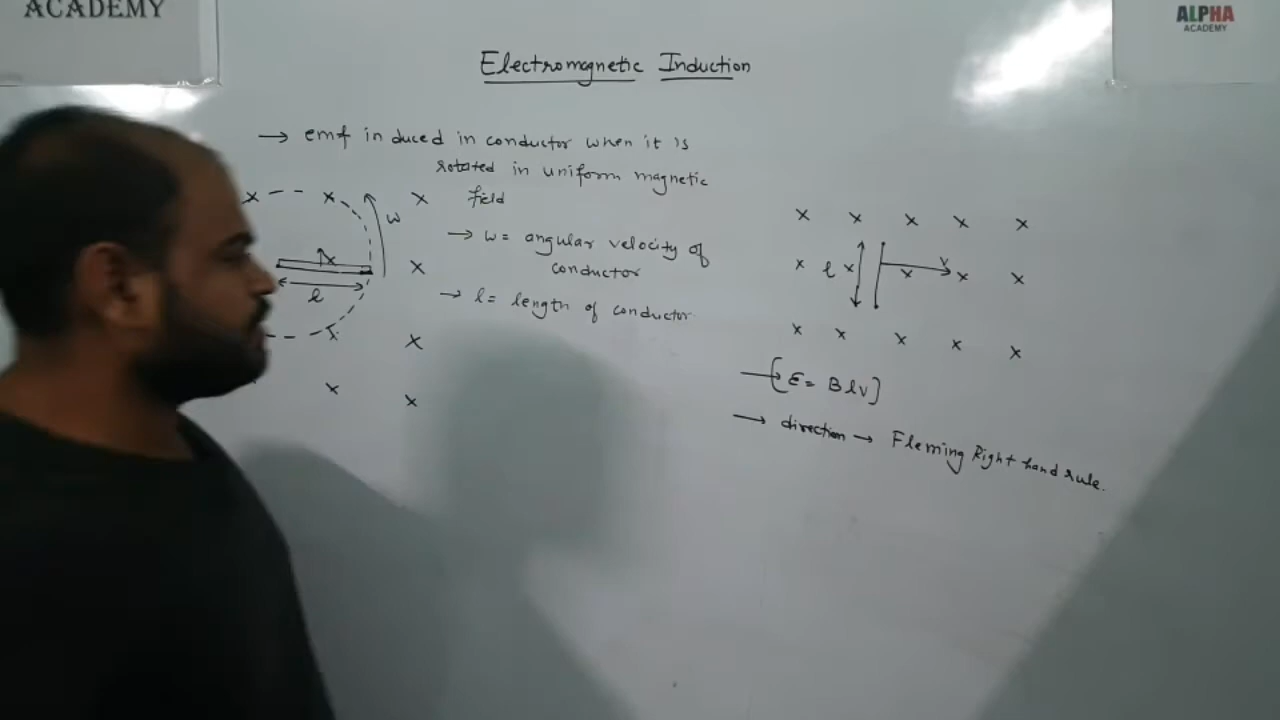 ACADEMY
ALPHA
ACADEMY
Electromagnetic Induction
→ emf induced in conductor when it is
rotated in uniform magnetic
field
w
l
→ w = angular velocity of
conductor
→ l = length of conductor.
l
v
→ [ε = Blv]
→ direction → Fleming Right hand rule.